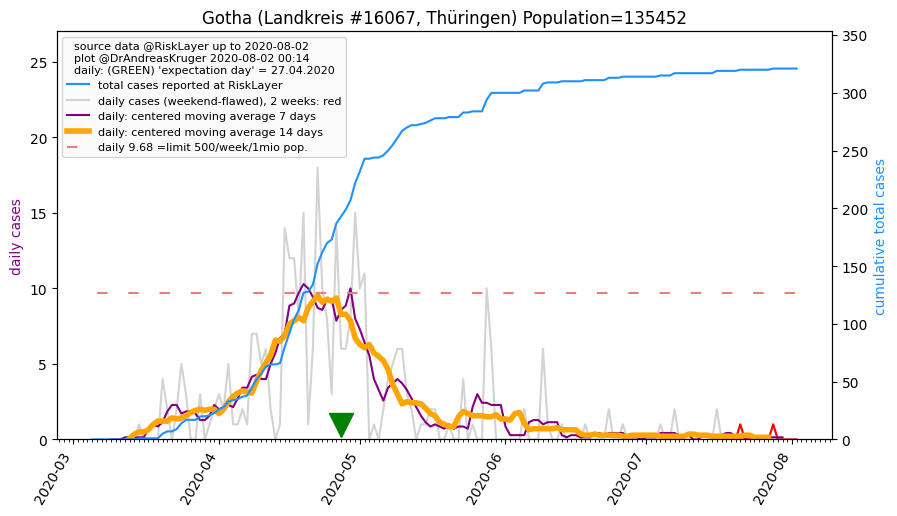 Gotha (Landkreis #16067, Thüringen) Population=135452
source data @RiskLayer up to 2020-08-02
plot @DrAndreasKruger 2020-08-02 00:14
daily: (GREEN) 'expectation day' = 27.04.2020
total cases reported at RiskLayer
daily cases (weekend-flawed), 2 weeks: red
daily: centered moving average 7 days
daily: centered moving average 14 days
daily 9.68 =limit 500/week/1mio pop.
daily cases
25
20
15
10
5
0
cumulative total cases
350
300
250
200
150
100
50
0
2020-03
2020-04
2020-05
2020-06
2020-07
2020-08